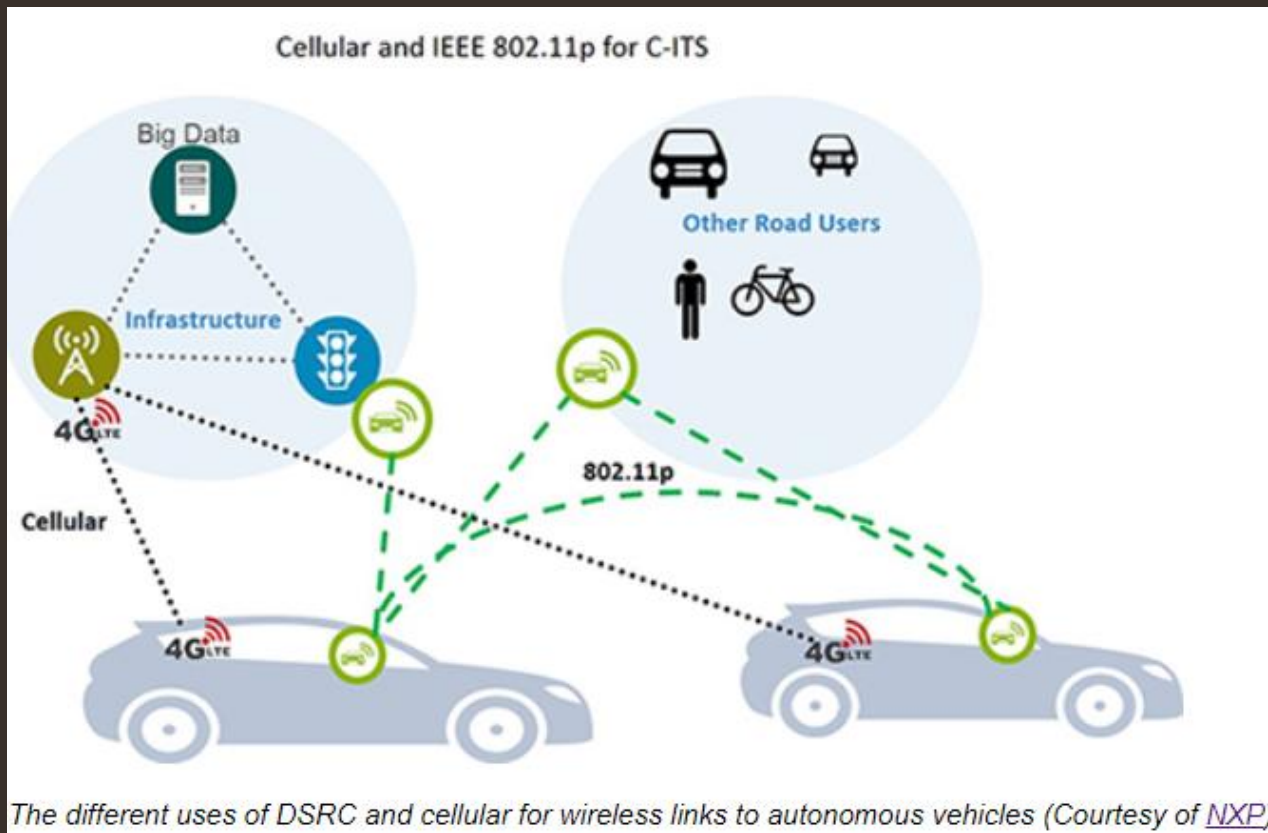 Cellular and IEEE 802.11p for C-ITS
Big Data
Infrastructure
Other Road Users
4G LTE
802.11p
Cellular
4G LTE
4G LTE
The different uses of DSRC and cellular for wireless links to autonomous vehicles (Courtesy of NXP)